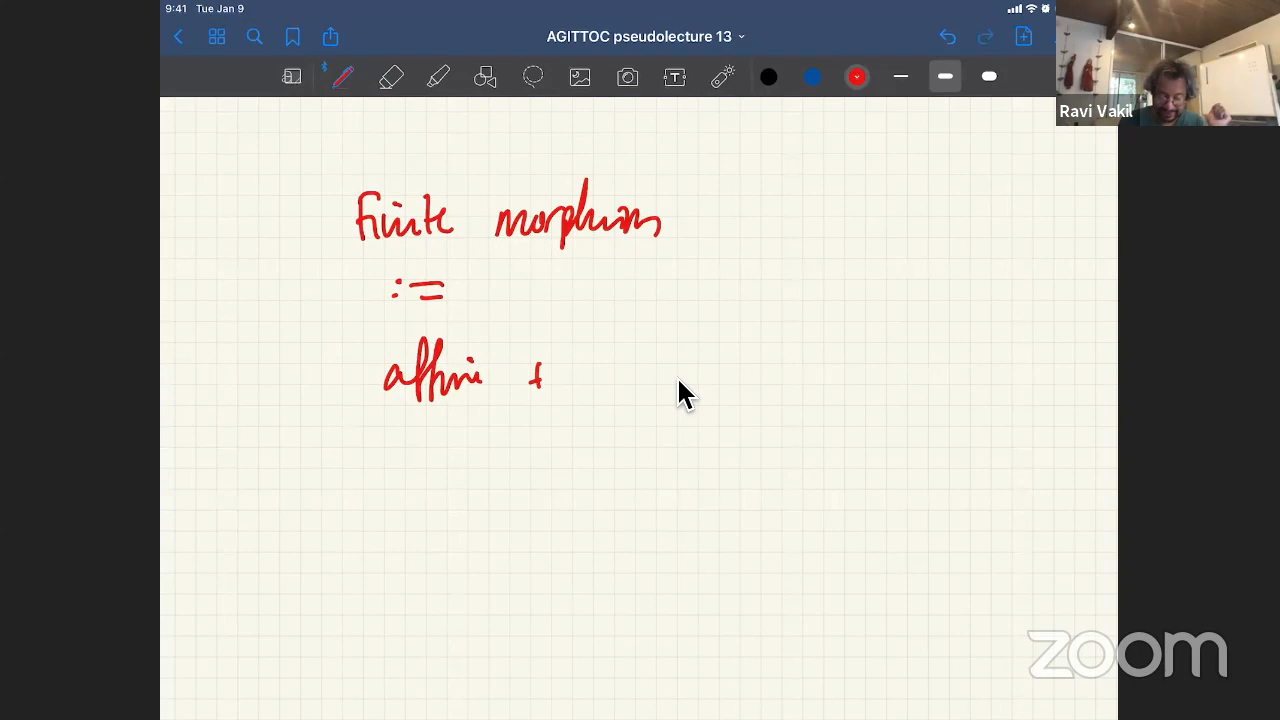 9:41 Tue Jan 9
AGITTOC pseudolecture 13
Ravi Vakil
finite morphism
:=
affine +
zoom